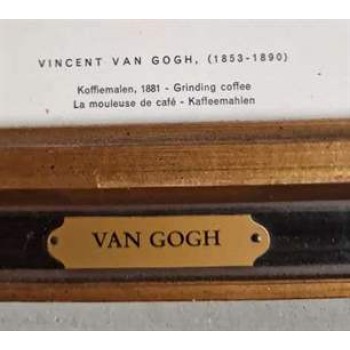 VINCENT VAN GOGH, (1853-1890)
Koffiemalen, 1881 - Grinding coffee
La mouleuse de café - Kaffeemahlen
VAN GOGH